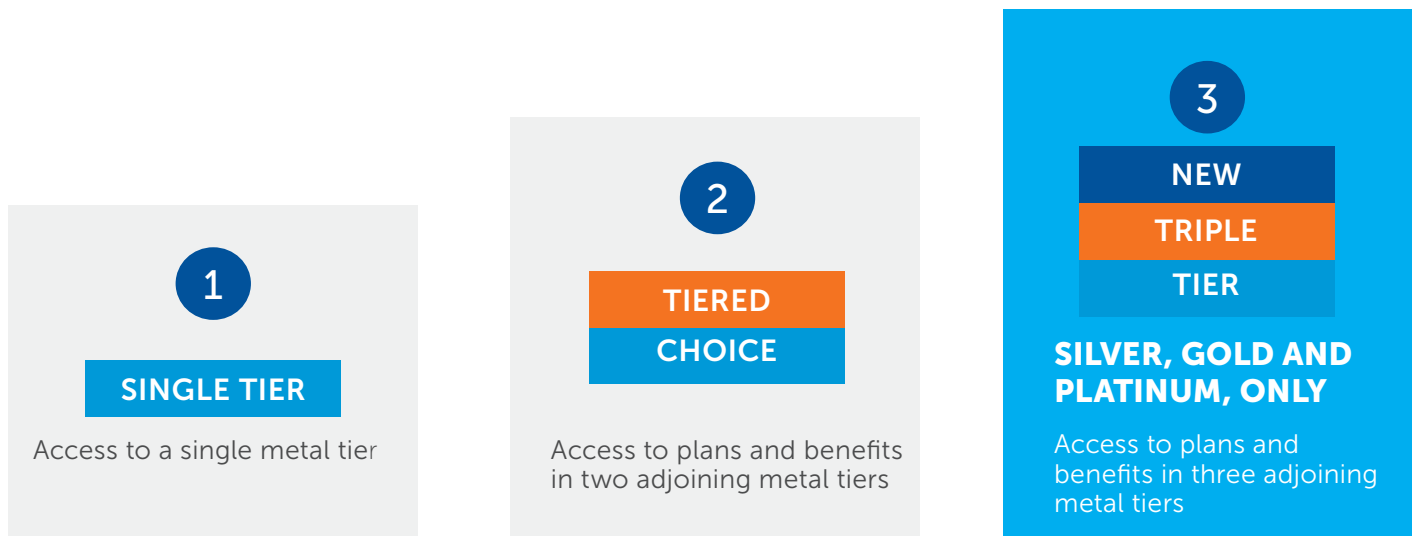 1
SINGLE TIER
Access to a single metal tier
2
TIERED
CHOICE
Access to plans and benefits
in two adjoining metal tiers
3
NEW
TRIPLE
TIER
SILVER, GOLD AND
PLATINUM, ONLY
Access to plans and
benefits in three adjoining
metal tiers